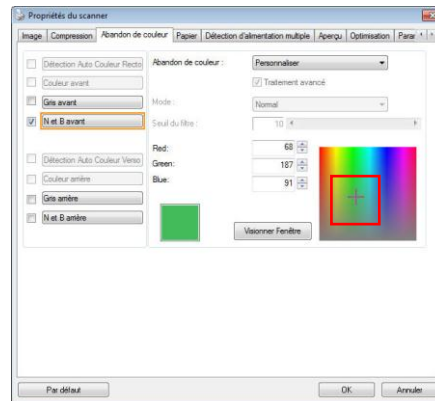 Propriétés du scanner
Image Compression Abandon de couleur Papier Détection d'alimentation multiple Aperçu Optimisation Parar
Détection Auto Couleur Recto
Couleur avant
Gris avant
N et B avant
Détection Auto Couleur Verso
Couleur arrière
Gris arrière
N et B arrière
Abandon de couleur : Personnaliser
Traitement avancé
Mode : Normal
Seuil du filtre : 10
Red: 68
Green: 187
Blue: 91
Visionner Fenêtre
Par défaut OK Annuler